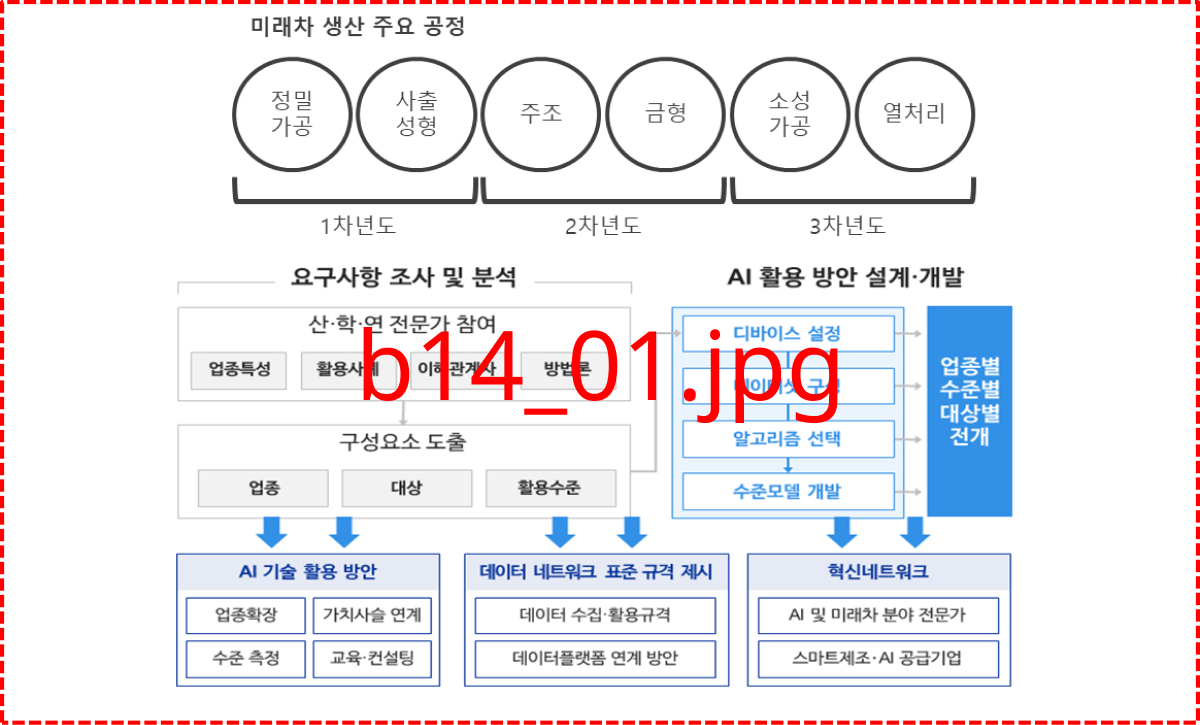 미래차 생산 주요 공정
정밀
가공
사출
성형
주조
금형
소성
가공
열처리
1차년도
2차년도
3차년도
요구사항 조사 및 분석
산·학·연 전문가 참여
업종특성
활용사례
이해관계자
방법론
구성요소 도출
업종
대상
활용수준
AI 활용 방안 설계·개발
디바이스 설정
데이터셋 구성
알고리즘 선택
수준모델 개발
업종별
수준별
대상별
전개
b14_01.jpg
AI 기술 활용 방안
업종확장
가치사슬 연계
수준 측정
교육·컨설팅
데이터 네트워크 표준 규격 제시
데이터 수집·활용규격
데이터플랫폼 연계 방안
혁신네트워크
AI 및 미래차 분야 전문가
스마트제조·AI 공급기업